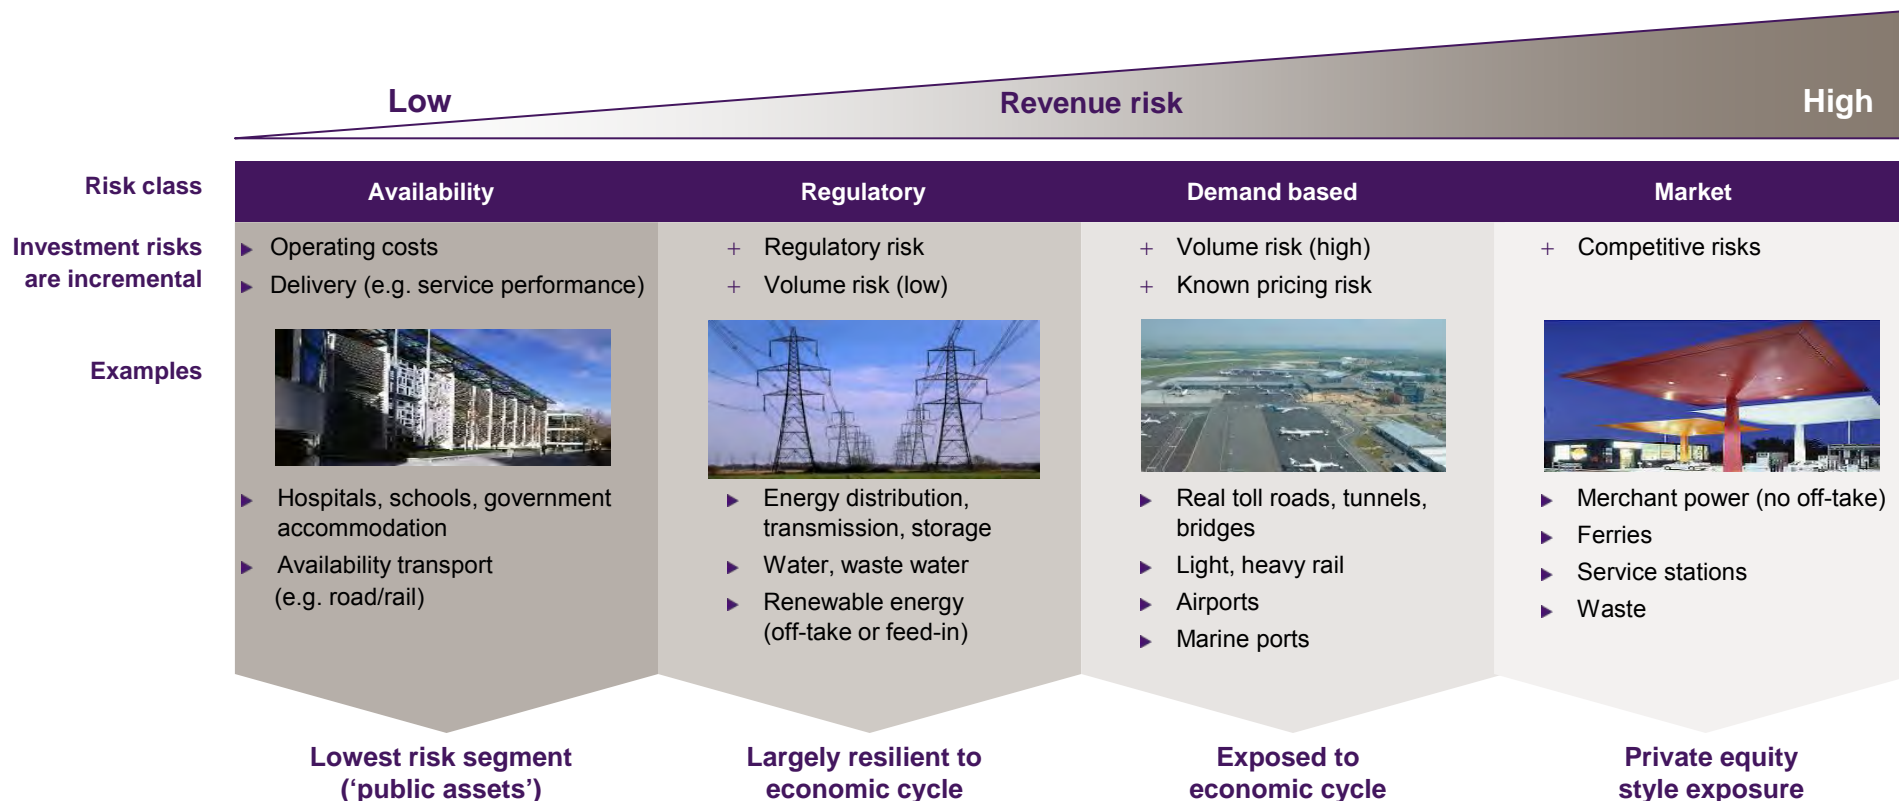 Low
Revenue risk
High
Risk class
Availability
Regulatory
Demand based
Market
Investment risks
are incremental
Operating costs
Delivery (e.g. service performance)
+ Regulatory risk
+ Volume risk (low)
+ Volume risk (high)
+ Known pricing risk
+ Competitive risks
Examples
Hospitals, schools, government
accommodation
Availability transport
(e.g. road/rail)
Energy distribution,
transmission, storage
Water, waste water
Renewable energy
(off-take or feed-in)
Real toll roads, tunnels,
bridges
Light, heavy rail
Airports
Marine ports
Merchant power (no off-take)
Ferries
Service stations
Waste
Lowest risk segment
(‘public assets’)
Largely resilient to
economic cycle
Exposed to
economic cycle
Private equity
style exposure